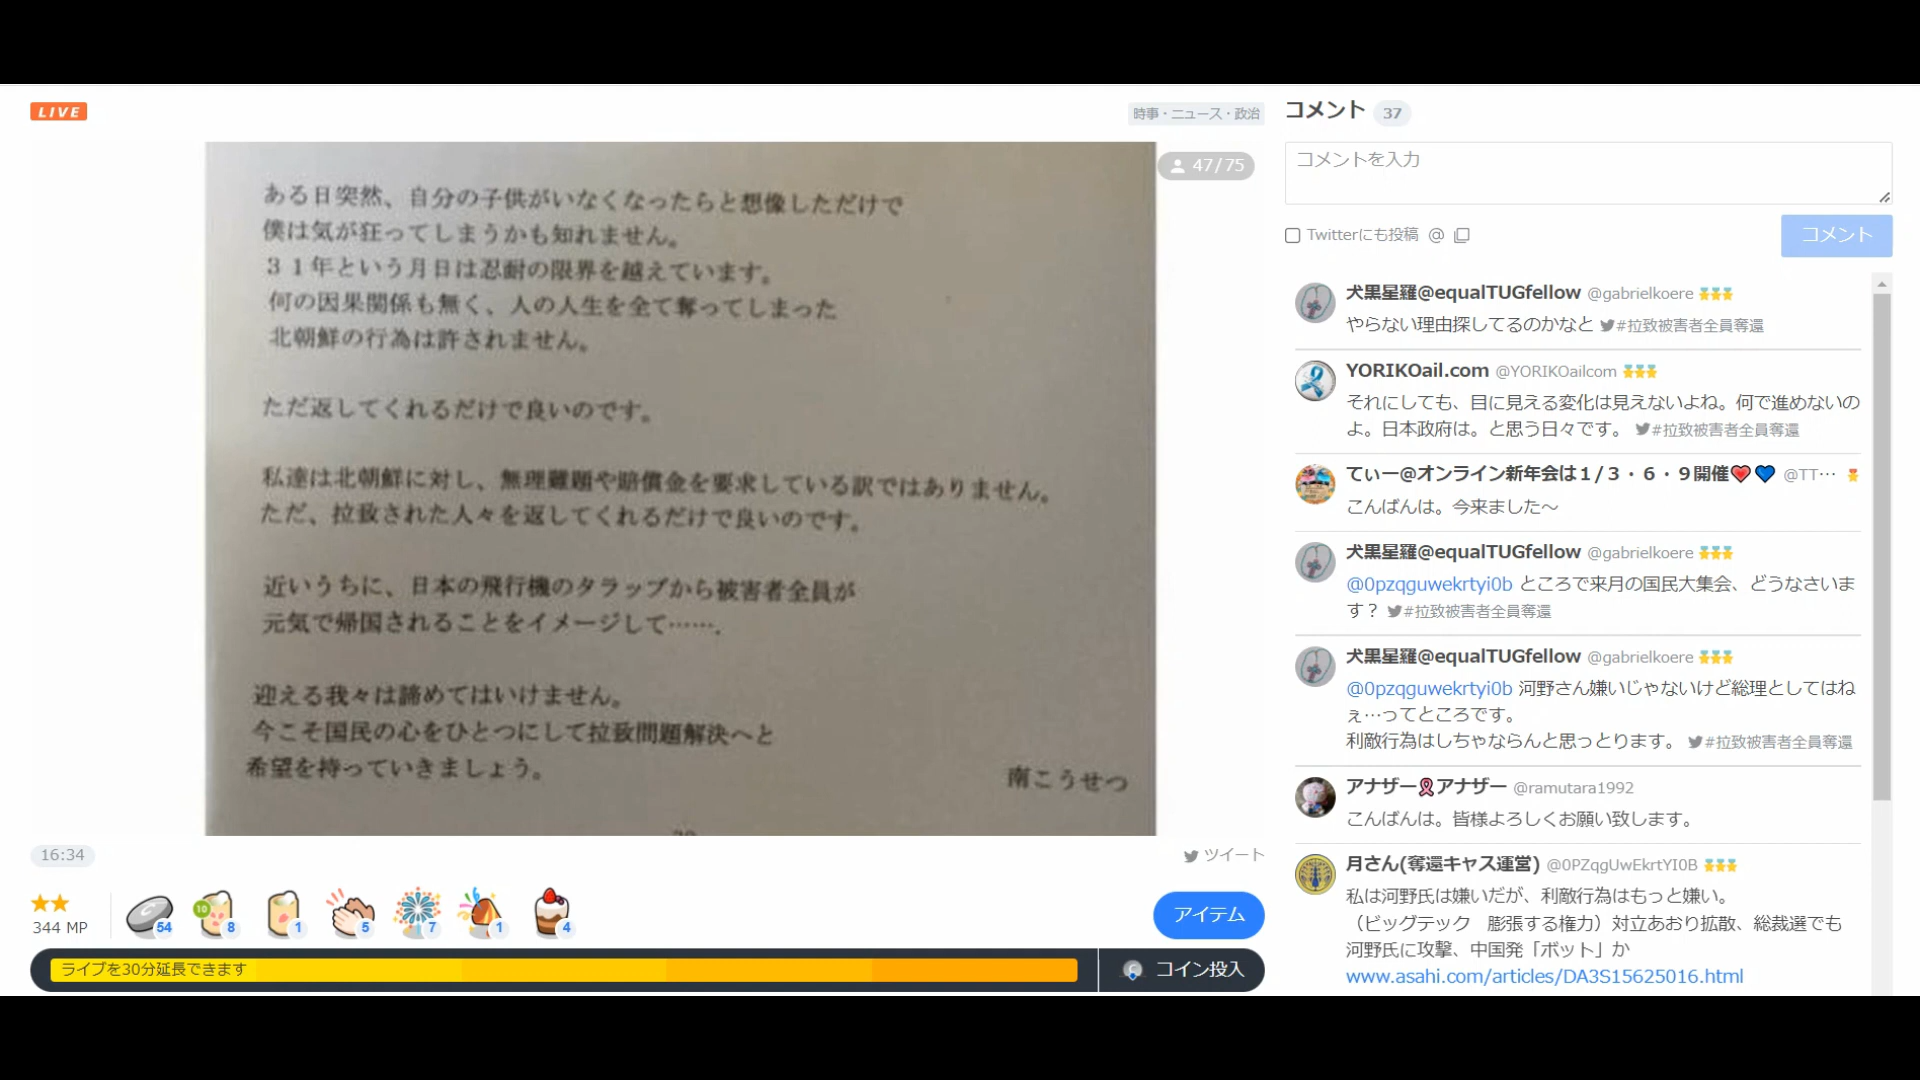 LIVE
時事・ニュース・政治
47/75
ある日突然、自分の子供がいなくなったらと想像しただけで
僕は気が狂ってしまうかも知れません。
31年という月日は忍耐の限界を越えています。
何の因果関係も無く、人の人生を全て奪ってしまった
北朝鮮の行為は許されません。
ただ返してくれるだけで良いのです。
私達は北朝鮮に対し、無理難題や賠償金を要求している訳ではありません。
ただ、拉致された人々を返してくれるだけで良いのです。
近いうちに、日本の飛行機のタラップから被害者全員が
元気で帰国されることをイメージして…….
迎える我々は諦めてはいけません。
今こそ国民の心をひとつにして拉致問題解決へと
希望を持っていきましょう。
南こうせつ
16:34
ツイート
344 MP
54
10
8
1
5
7
1
4
アイテム
ライブを30分延長できます
コイン投入
コメント 37
コメントを入力
Twitterにも投稿 @
コメント
犬黒星羅@equalTUGfellow @gabrielkoere
やらない理由探してるのかなと #拉致被害者全員奪還
YORIKOail.com @YORIKOailcom
それにしても、目に見える変化は見えないよね。何で進めないの
よ。日本政府は。と思う日々です。 #拉致被害者全員奪還
てぃー@オンライン新年会は1/3・6・9開催❤💙 @TT…
こんばんは。今来ました〜
犬黒星羅@equalTUGfellow @gabrielkoere
@0pzqguwekrtyi0b ところで来月の国民大集会、どうなさいま
す? #拉致被害者全員奪還
犬黒星羅@equalTUGfellow @gabrielkoere
@0pzqguwekrtyi0b 河野さん嫌いじゃないけど総理としてはね
ぇ…ってところです。
利敵行為はしちゃならんと思っとります。 #拉致被害者全員奪還
アナザー🎗アナザー @ramutara1992
こんばんは。皆様よろしくお願い致します。
月さん(奪還キャス運営) @0PZqgUwEkrtYI0B
私は河野氏は嫌いだが、利敵行為はもっと嫌い。
(ビッグテック 膨張する権力)対立あおり拡散、総裁選でも
河野氏に攻撃、中国発「ボット」か
www.asahi.com/articles/DA3S15625016.html